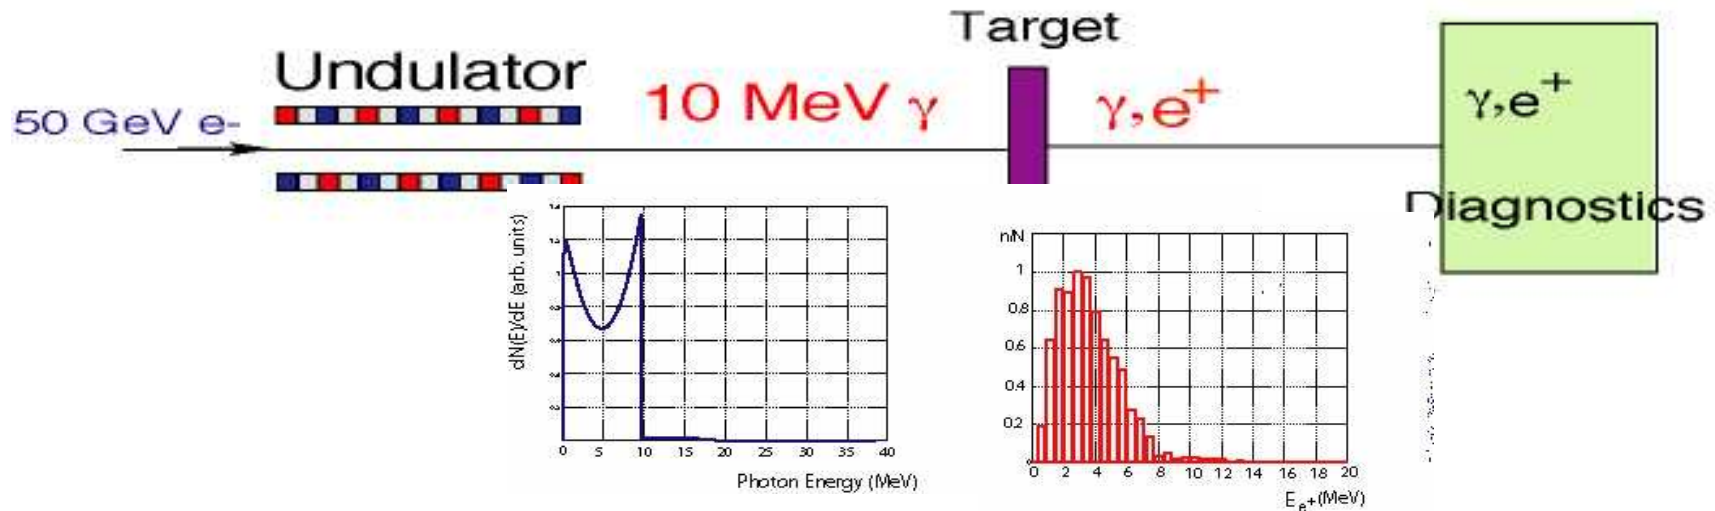 Target
Undulator
50 GeV e-
10 MeV γ
γ,e+
γ,e+
Diagnostics
dN(E)/dE (arb. units)
0 5 10 15 20 25 30 35 40
Photon Energy (MeV)
n/N
1
0.8
0.6
0.4
0.2
0 2 4 6 8 10 12 14 16 18 20
E e+(MeV)